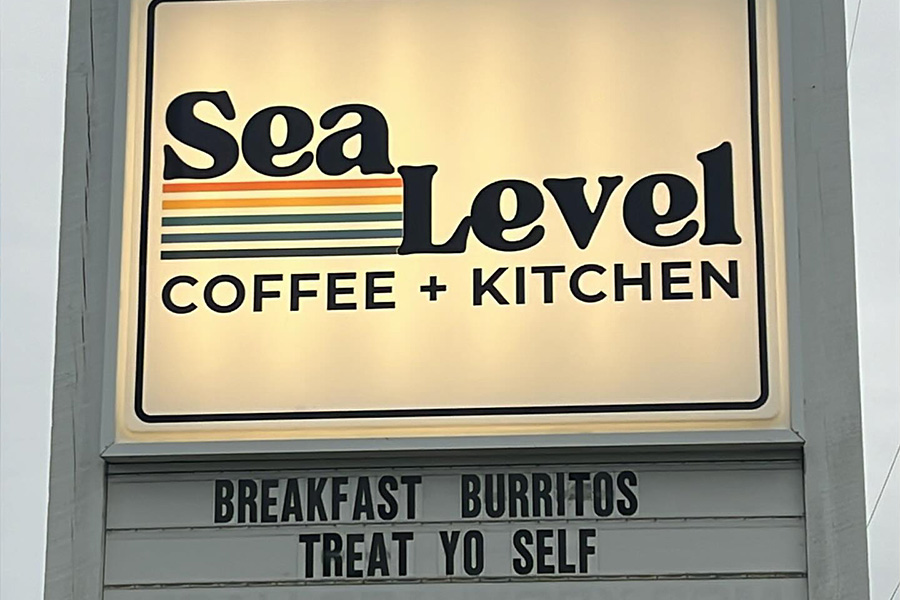 Sea
Level
COFFEE + KITCHEN
BREAKFAST BURRITOS
TREAT YO SELF